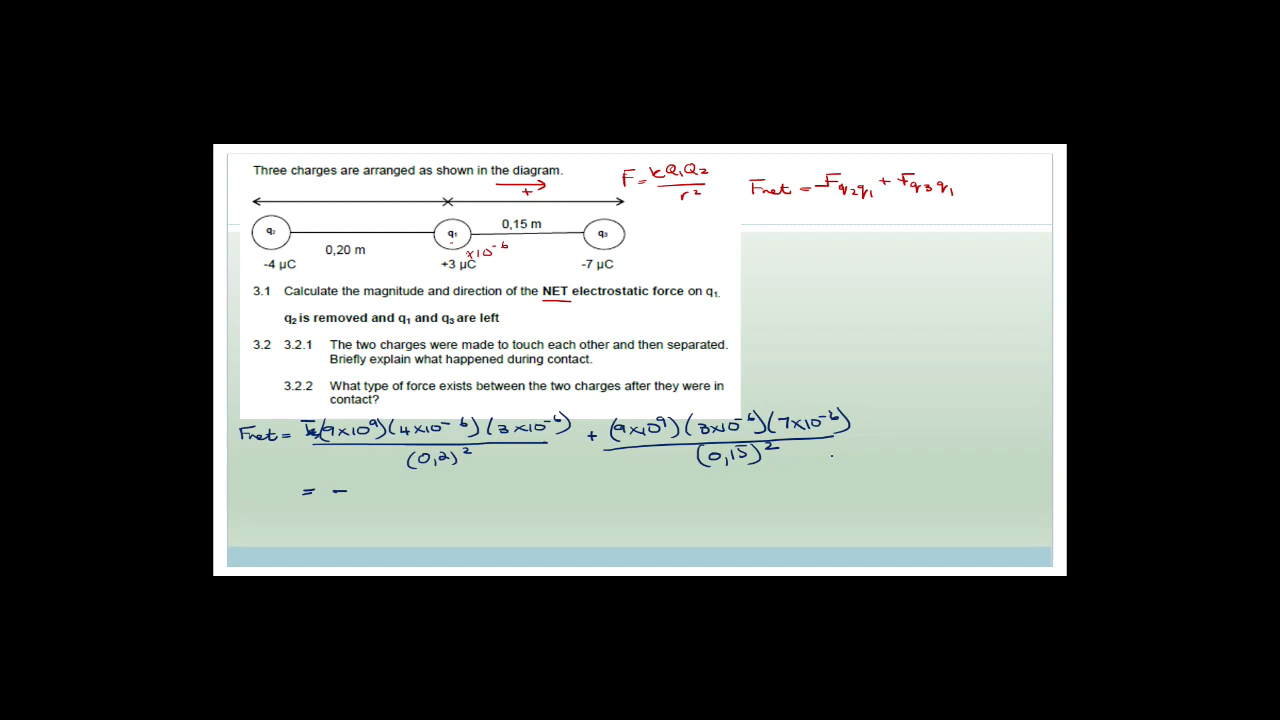 Three charges are arranged as shown in the diagram.
+
F = kQ₁Q₂ / r²
Fnet = -Fq₂q₁ + Fq₃q₁
q₂ q₁ q₃
0,15 m
0,20 m
×10⁻⁶
-4 µC +3 µC -7 µC
3.1 Calculate the magnitude and direction of the NET electrostatic force on q₁.
q₂ is removed and q₁ and q₃ are left
3.2 3.2.1 The two charges were made to touch each other and then separated.
Briefly explain what happened during contact.
3.2.2 What type of force exists between the two charges after they were in
contact?
Fnet = -(9×10⁹)(4×10⁻⁶)(3×10⁻⁶) / (0,2)² + (9×10⁹)(3×10⁻⁶)(7×10⁻⁶) / (0,15)²
= -